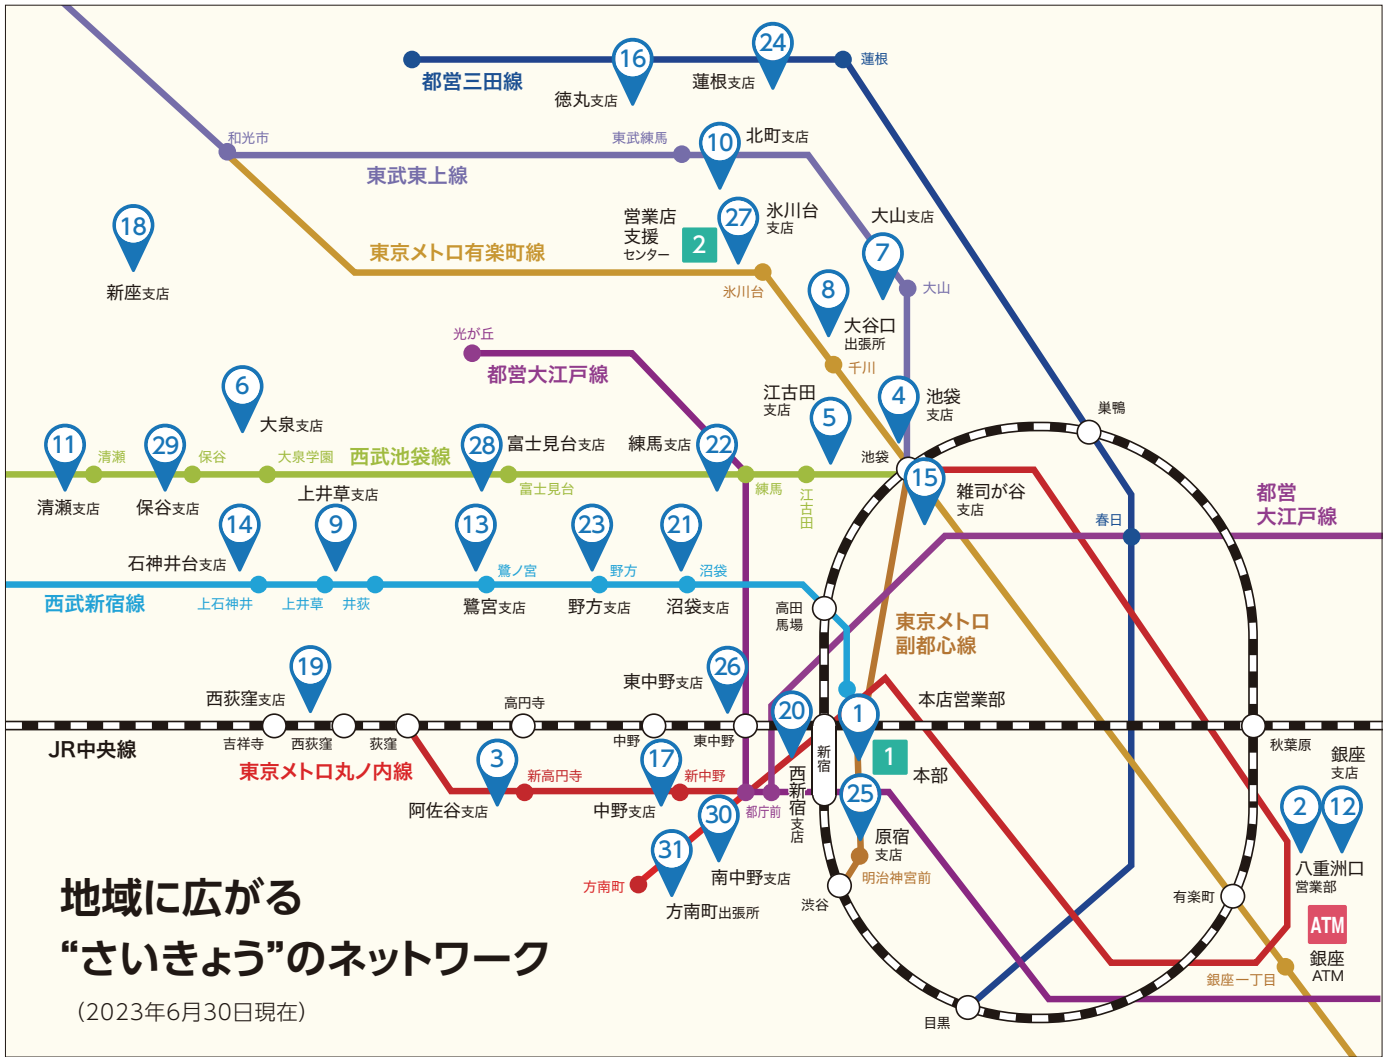 16
24
都営三田線
蓮根
徳丸支店
蓮根支店
和光市
東武練馬
10
北町支店
東武東上線
18
新座支店
営業店
支援
センター
2
27
氷川台
支店
大山支店
7
東京メトロ有楽町線
氷川台
大山
8
大谷口
出張所
千川
光が丘
都営大江戸線
6
大泉支店
江古田
支店
5
4
池袋
支店
巣鴨
11
清瀬
29
保谷
大泉学園
西武池袋線
28
富士見台支店
練馬支店
22
池袋
清瀬支店
保谷支店
上井草支店
富士見台
練馬
江古田
15
雑司が谷
支店
都営
大江戸線
14
9
13
23
21
春日
石神井台支店
鷺ノ宮
野方
沼袋
西武新宿線
上石神井
上井草
井荻
鷺宮支店
野方支店
沼袋支店
高田
馬場
東京メトロ
副都心線
19
西荻窪支店
26
東中野支店
高円寺
20
1
本店営業部
JR中央線
吉祥寺
西荻窪
荻窪
中野
東中野
新宿
秋葉原
東京メトロ丸ノ内線
3
新高円寺
17
新中野
西新宿支店
1
本部
銀座
支店
阿佐谷支店
中野支店
30
都庁前
25
原宿
支店
2
12
31
南中野支店
方南町
方南町出張所
明治神宮前
渋谷
八重洲口
営業部
有楽町
ATM
銀座
ATM
銀座一丁目
目黒
地域に広がる
“さいきょう”のネットワーク
（2023年6月30日現在）